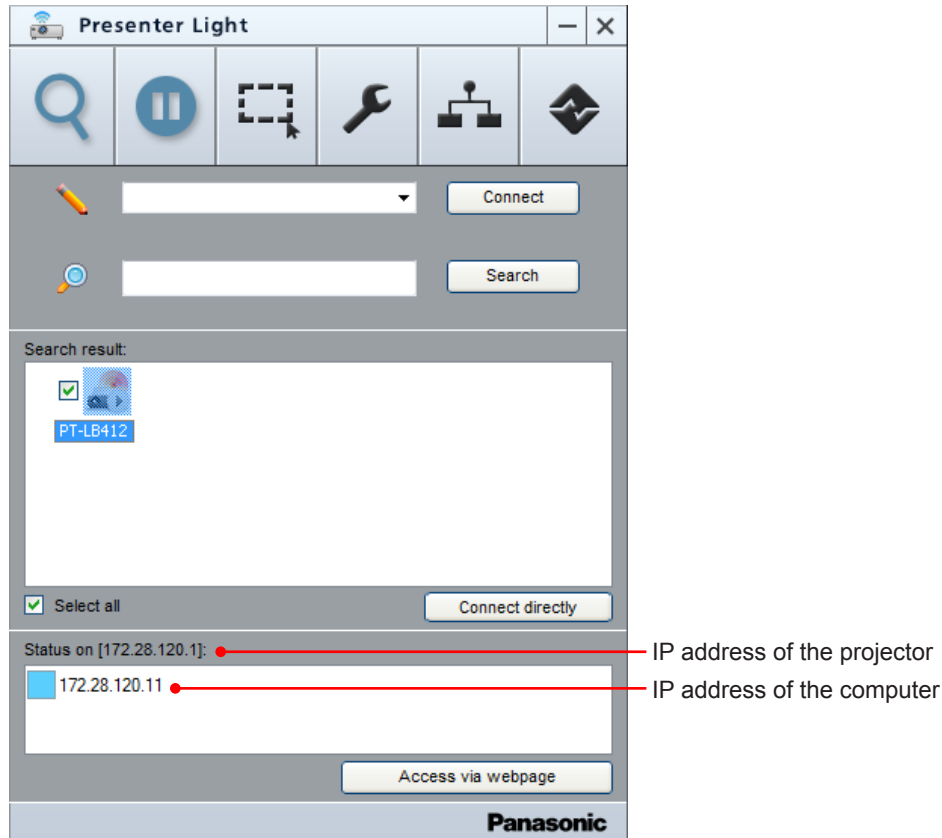 Presenter Light
Connect
Search
Search result:
PT-LB412
Select all
Connect directly
Status on [172.28.120.1]:
IP address of the projector
172.28.120.11
IP address of the computer
Access via webpage
Panasonic